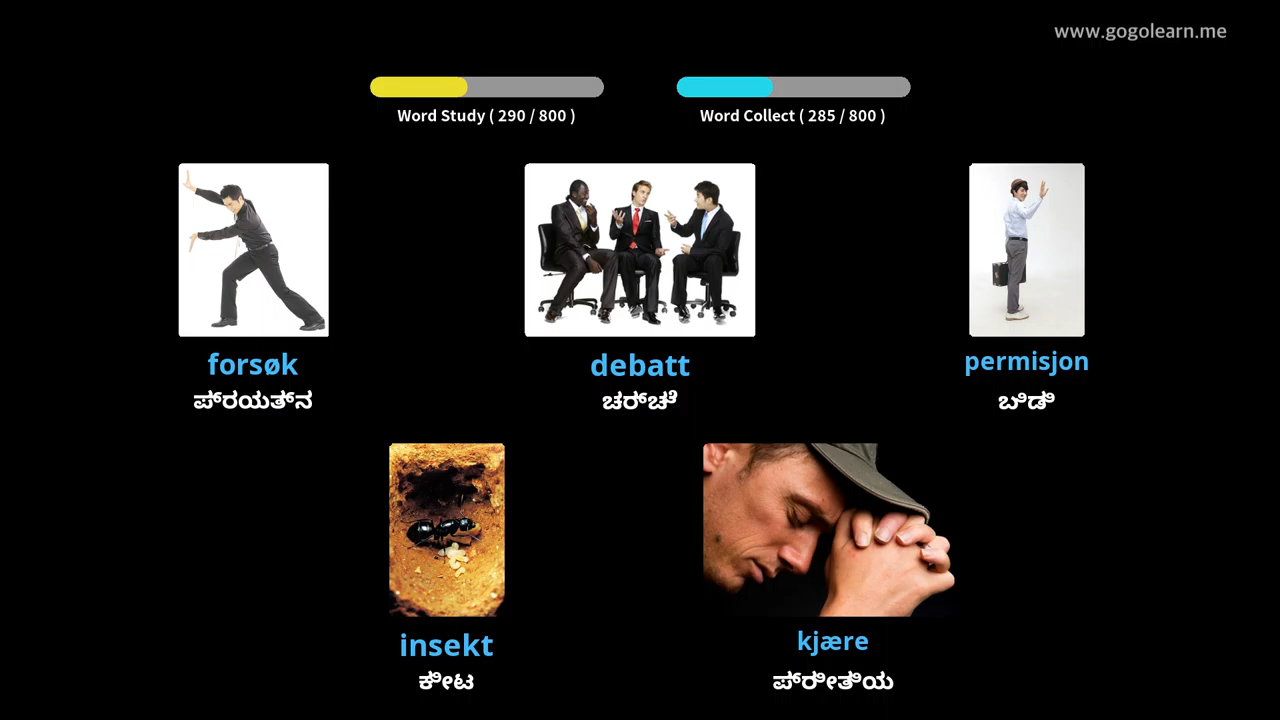 www.gogolearn.me
Word Study ( 290 / 800 )
Word Collect ( 285 / 800 )
forsøk
debatt
permisjon
ಪ್ರಯತ್ನ
ಚರ್ಚೆ
ಬಿಡಿ
insekt
kjære
ಕೀಟ
ಪ್ರೀತಿಯ